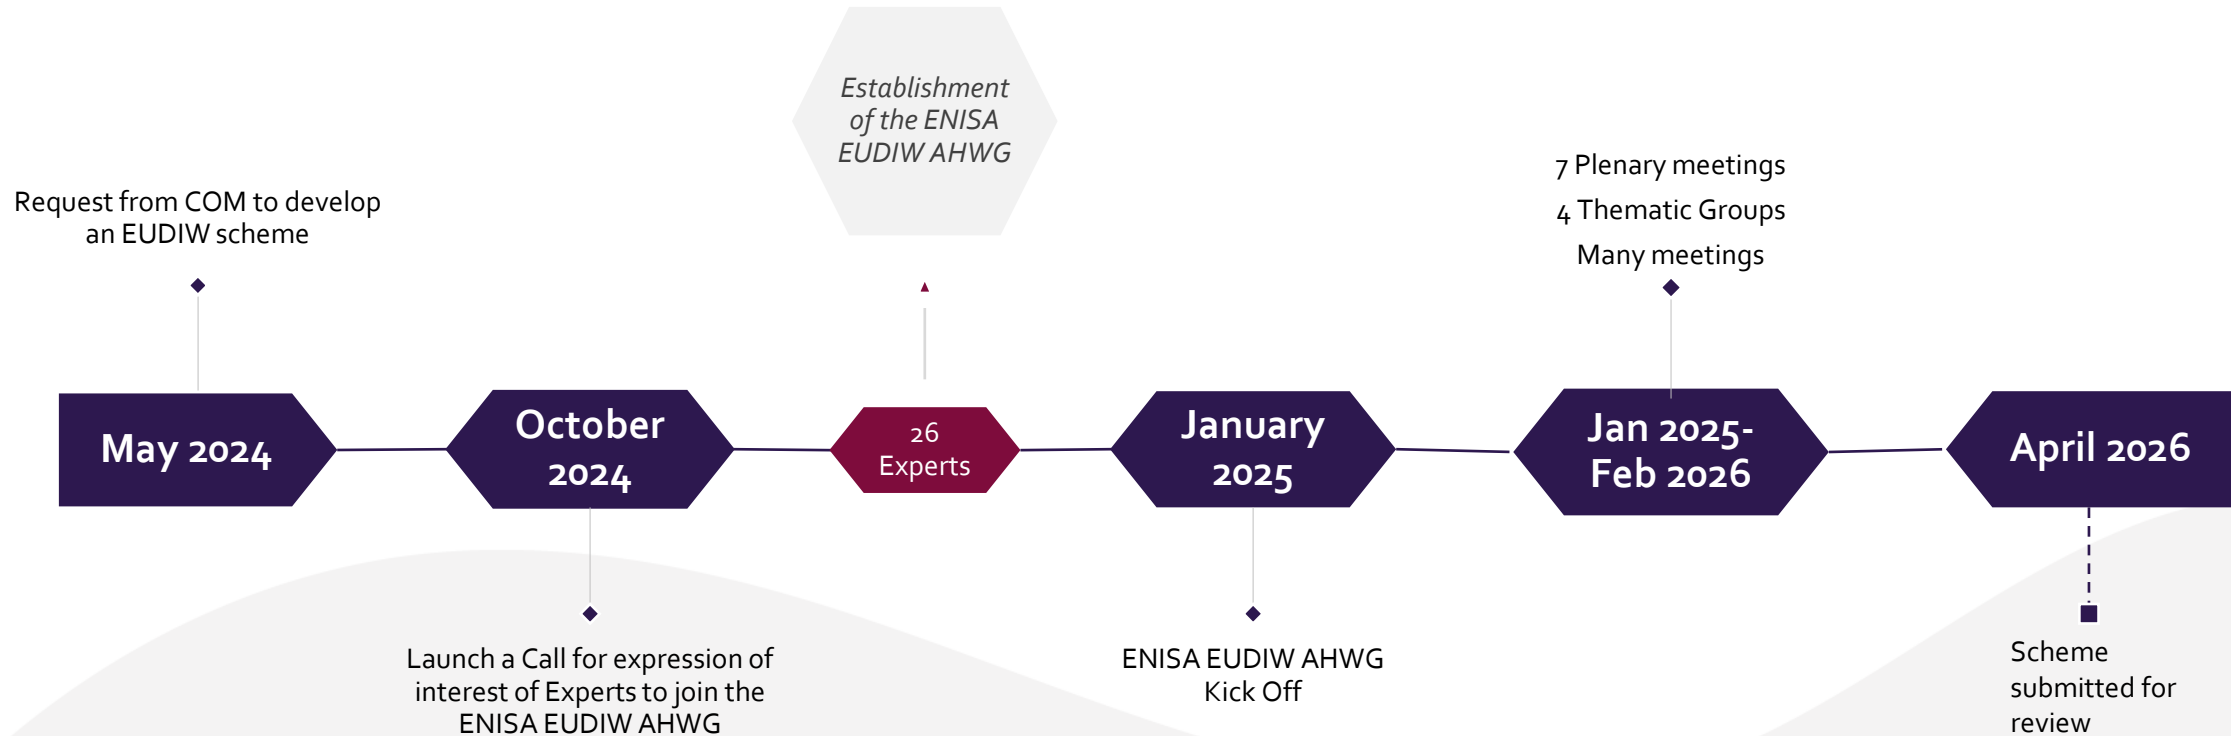 Establishment
of the ENISA
EUDIW AHWG
Request from COM to develop
an EUDIW scheme
7 Plenary meetings
4 Thematic Groups
Many meetings
May 2024
October
2024
26
Experts
January
2025
Jan 2025-
Feb 2026
April 2026
Launch a Call for expression of
interest of Experts to join the
ENISA EUDIW AHWG
ENISA EUDIW AHWG
Kick Off
Scheme
submitted for
review